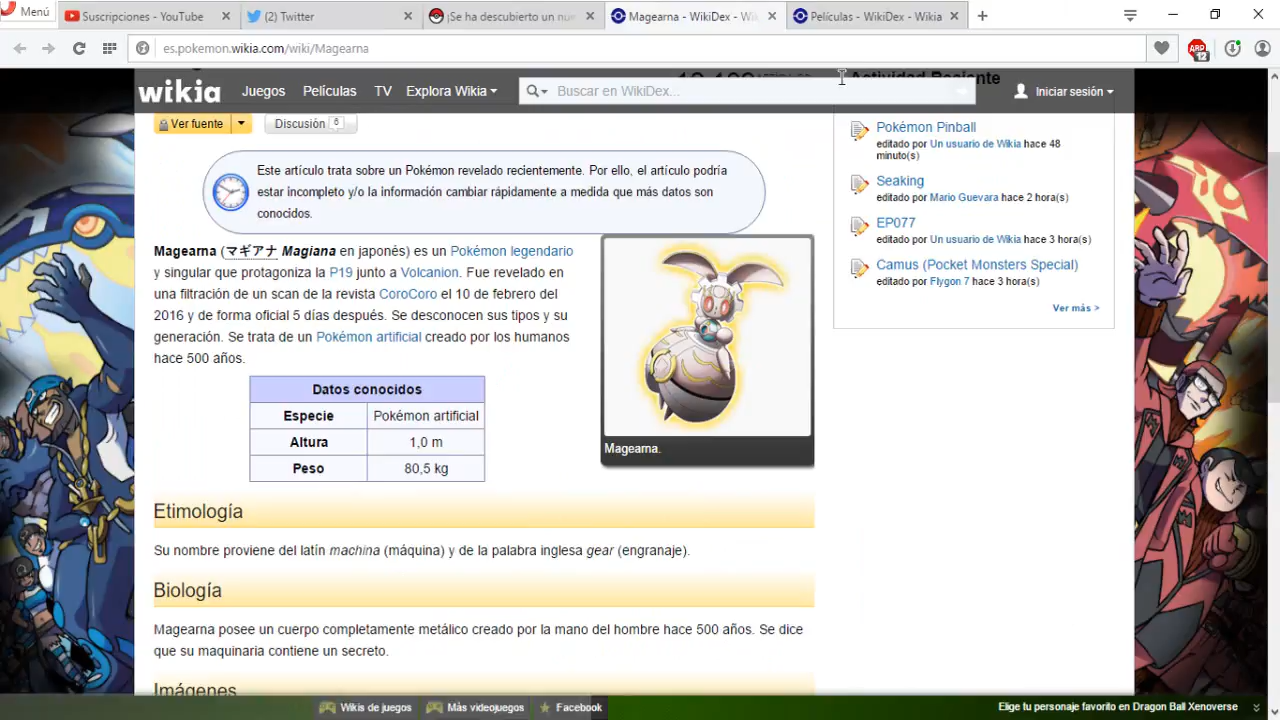 Menú
Suscripciones - YouTube
(2) Twitter
¡Se ha descubierto un nu
Magearna - WikiDex - Wi
Películas - WikiDex - Wikia
es.pokemon.wikia.com/wiki/Magearna
ABP
12
wikia
Juegos
Películas
TV
Explora Wikia
Buscar en WikiDex...
Iniciar sesión
Actividad Reciente
Ver fuente
Discusión 6
Este artículo trata sobre un Pokémon revelado recientemente. Por ello, el artículo podría
estar incompleto y/o la información cambiar rápidamente a medida que más datos son
conocidos.
Magearna (マギアナ Magiana en japonés) es un Pokémon legendario
y singular que protagoniza la P19 junto a Volcanion. Fue revelado en
una filtración de un scan de la revista CoroCoro el 10 de febrero del
2016 y de forma oficial 5 días después. Se desconocen sus tipos y su
generación. Se trata de un Pokémon artificial creado por los humanos
hace 500 años.
Datos conocidos
Especie Pokémon artificial
Altura 1,0 m
Peso 80,5 kg
Magearna.
Etimología
Su nombre proviene del latín machina (máquina) y de la palabra inglesa gear (engranaje).
Biología
Magearna posee un cuerpo completamente metálico creado por la mano del hombre hace 500 años. Se dice
que su maquinaria contiene un secreto.
Imágenes
Pokémon Pinball
editado por Un usuario de Wikia hace 48
minuto(s)
Seaking
editado por Mario Guevara hace 2 hora(s)
EP077
editado por Un usuario de Wikia hace 3 hora(s)
Camus (Pocket Monsters Special)
editado por Flygon 7 hace 3 hora(s)
Ver más >
Wikis de juegos
Más videojuegos
Facebook
Elige tu personaje favorito en Dragon Ball Xenoverse